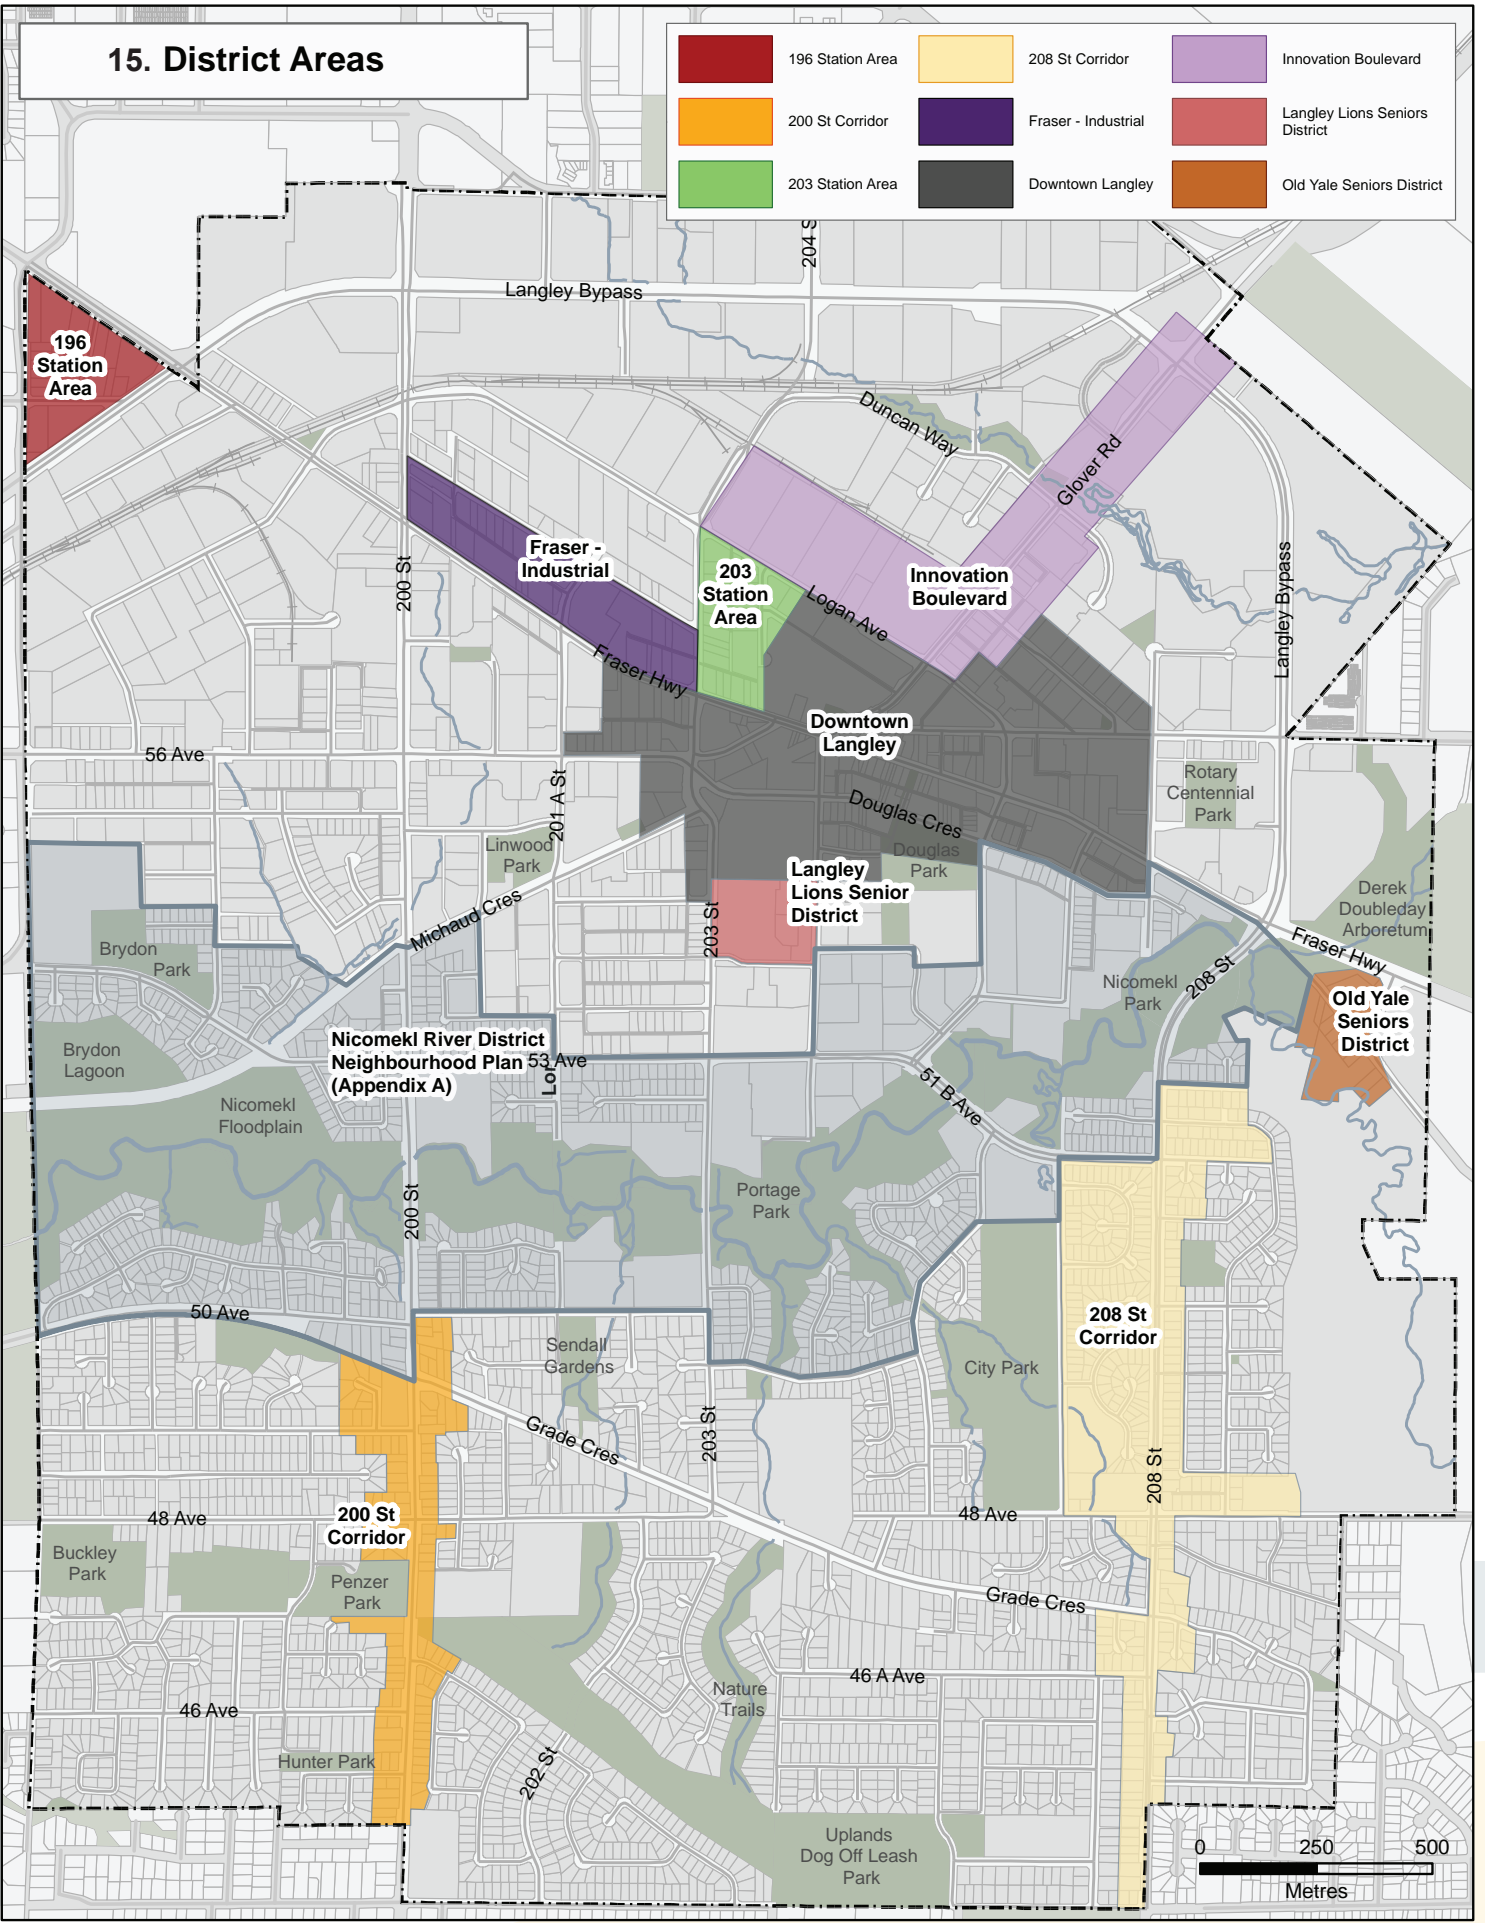 15. District Areas
196 Station Area
208 St Corridor
Innovation Boulevard
200 St Corridor
Fraser - Industrial
Langley Lions Seniors
District
203 Station Area
Downtown Langley
Old Yale Seniors District
204 S
Langley Bypass
196
Station
Area
Duncan Way
Glover Rd
Fraser -
Industrial
200 St
203
Station
Area
Innovation
Boulevard
Logan Ave
Langley Bypass
Fraser Hwy
Downtown
Langley
56 Ave
201 A St
Rotary
Centennial
Park
Douglas Cres
Linwood
Park
Douglas
Park
Langley
Lions Senior
District
Derek
Doubleday
Arboretum
Michaud Cres
203 St
Brydon
Park
Fraser Hwy
208 St
Nicomekl
Park
Old Yale
Seniors
District
Nicomekl River District
Neighbourhood Plan
(Appendix A)
53 Ave
Lor
Brydon
Lagoon
51 B Ave
Nicomekl
Floodplain
200 St
Portage
Park
50 Ave
208 St
Corridor
Sendall
Gardens
City Park
Grade Cres
203 St
208 St
200 St
Corridor
48 Ave
48 Ave
Buckley
Park
Penzer
Park
Grade Cres
46 A Ave
Nature
Trails
46 Ave
Hunter Park
202 St
Uplands
Dog Off Leash
Park
0 250 500
Metres